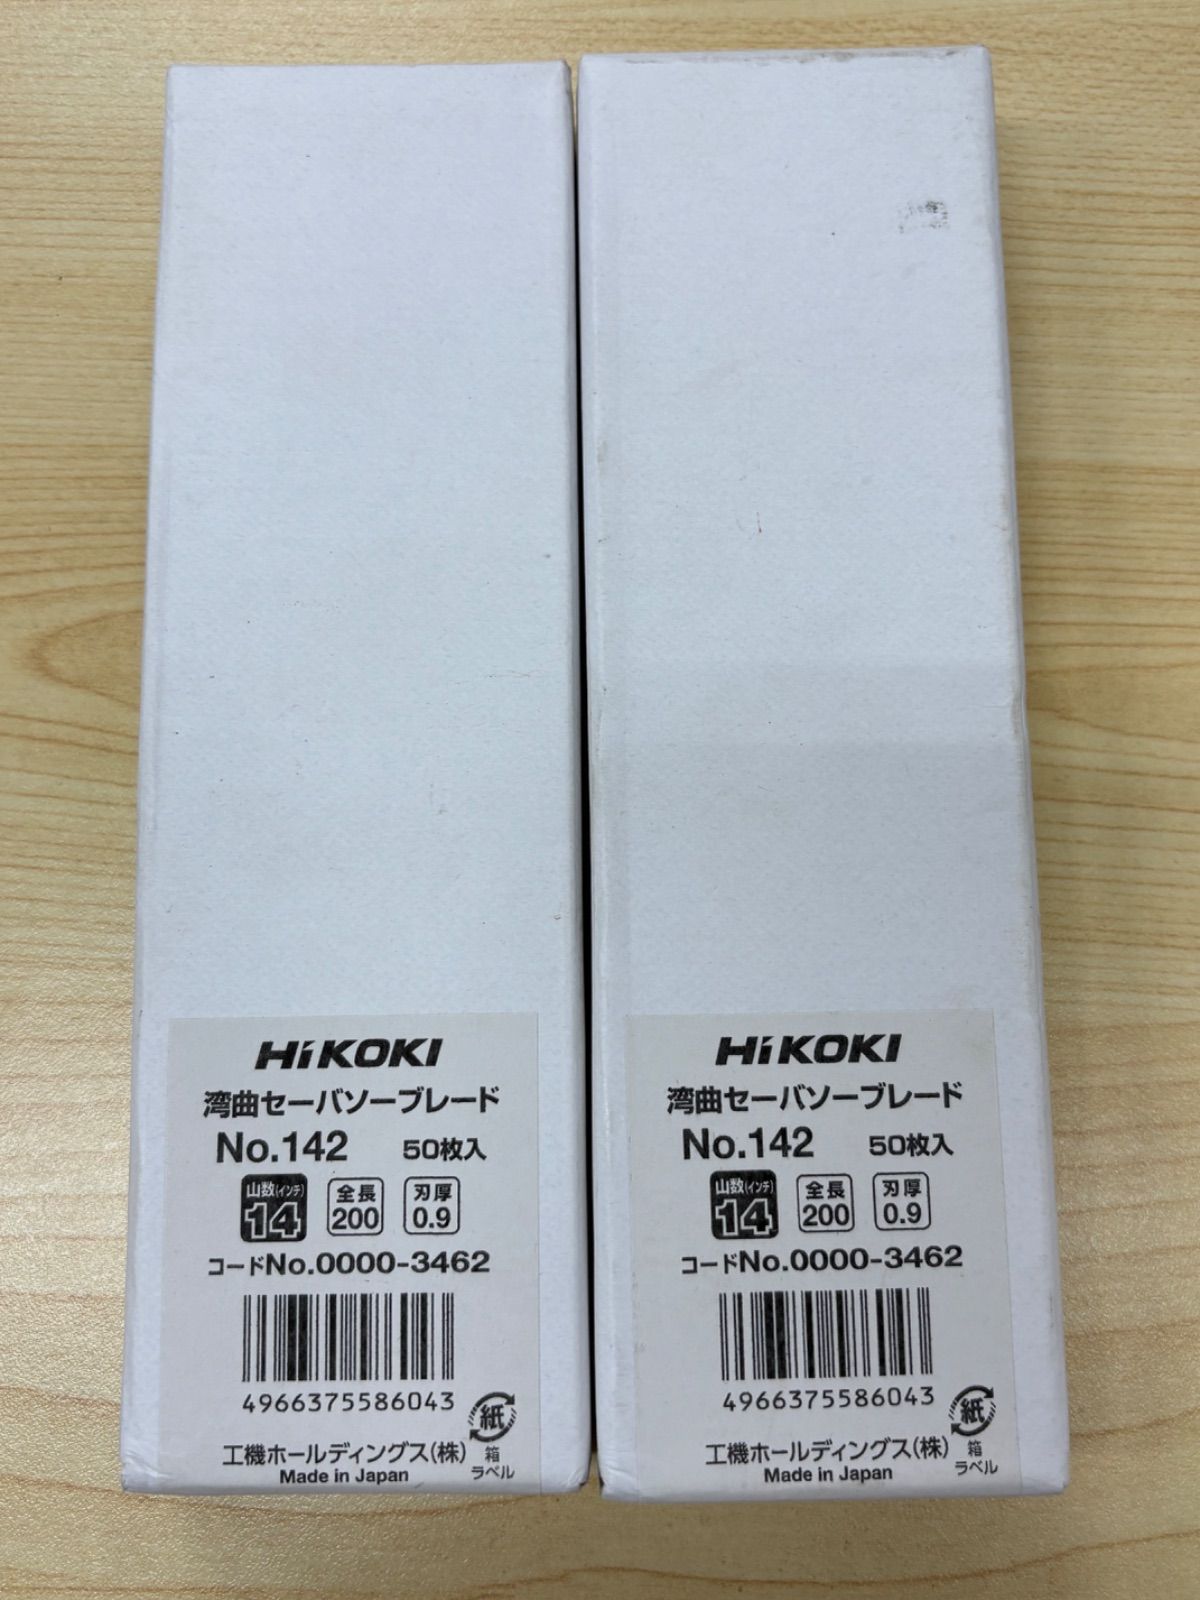 HiKOKI
湾曲セーバソーブレード
No.142 50枚入
山数(インチ) 全長 刃厚
14 200 0.9
コードNo.0000-3462
4966375586043
紙
箱
ラベル
工機ホールディングス(株)
Made in Japan
HiKOKI
湾曲セーバソーブレード
No.142 50枚入
山数(インチ) 全長 刃厚
14 200 0.9
コードNo.0000-3462
4966375586043
紙
箱
ラベル
工機ホールディングス(株)
Made in Japan